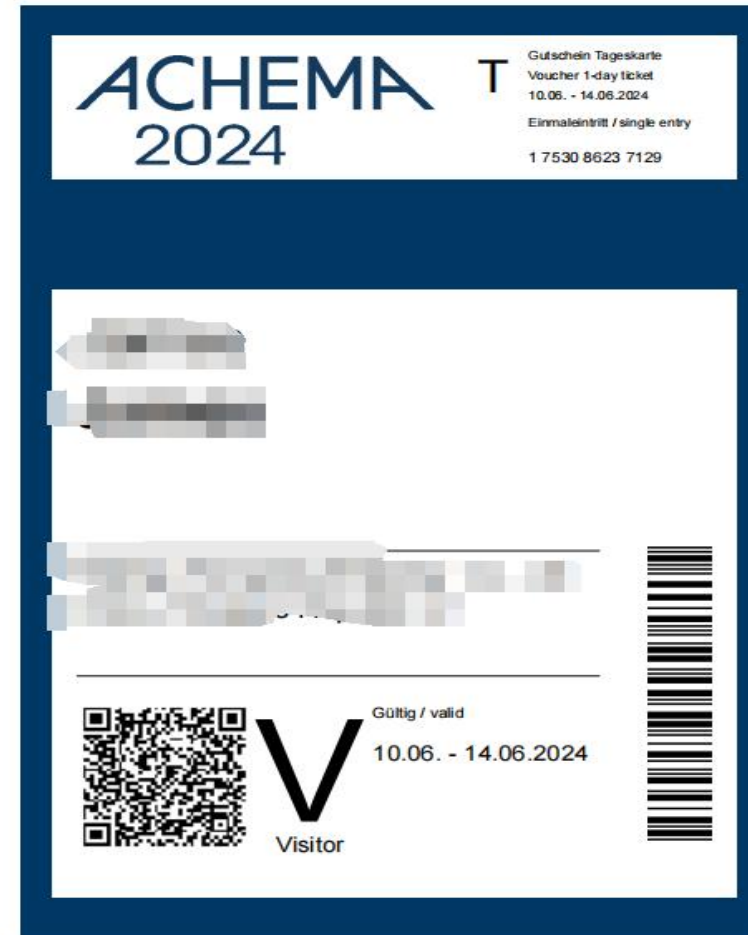 ACHEMA
2024
T
Gutschein Tageskarte
Voucher 1-day ticket
10.06. - 14.06.2024
Einmaleintritt / single entry
1 7530 8623 7129
V
Visitor
Gültig / valid
10.06. - 14.06.2024